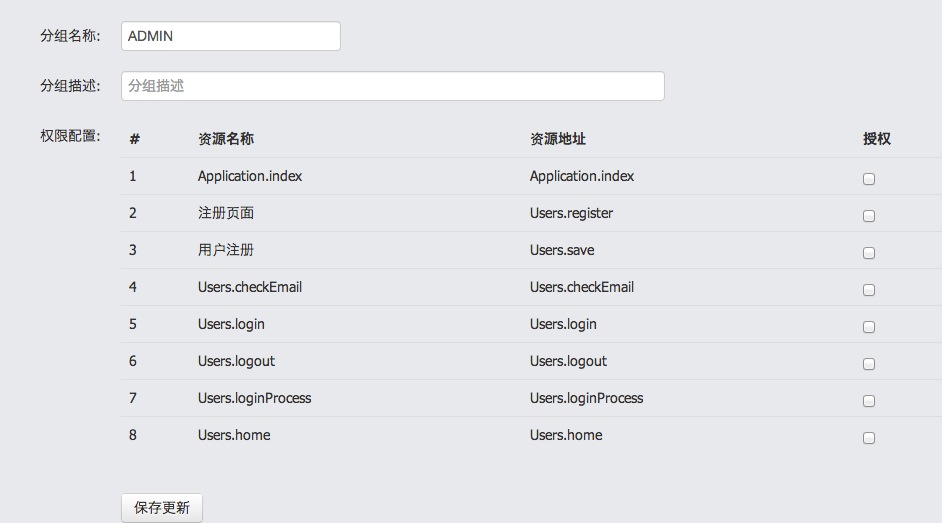 分组名称: ADMIN
分组描述: 分组描述
权限配置: # 资源名称 资源地址 授权
1 Application.index Application.index
2 注册页面 Users.register
3 用户注册 Users.save
4 Users.checkEmail Users.checkEmail
5 Users.login Users.login
6 Users.logout Users.logout
7 Users.loginProcess Users.loginProcess
8 Users.home Users.home
保存更新